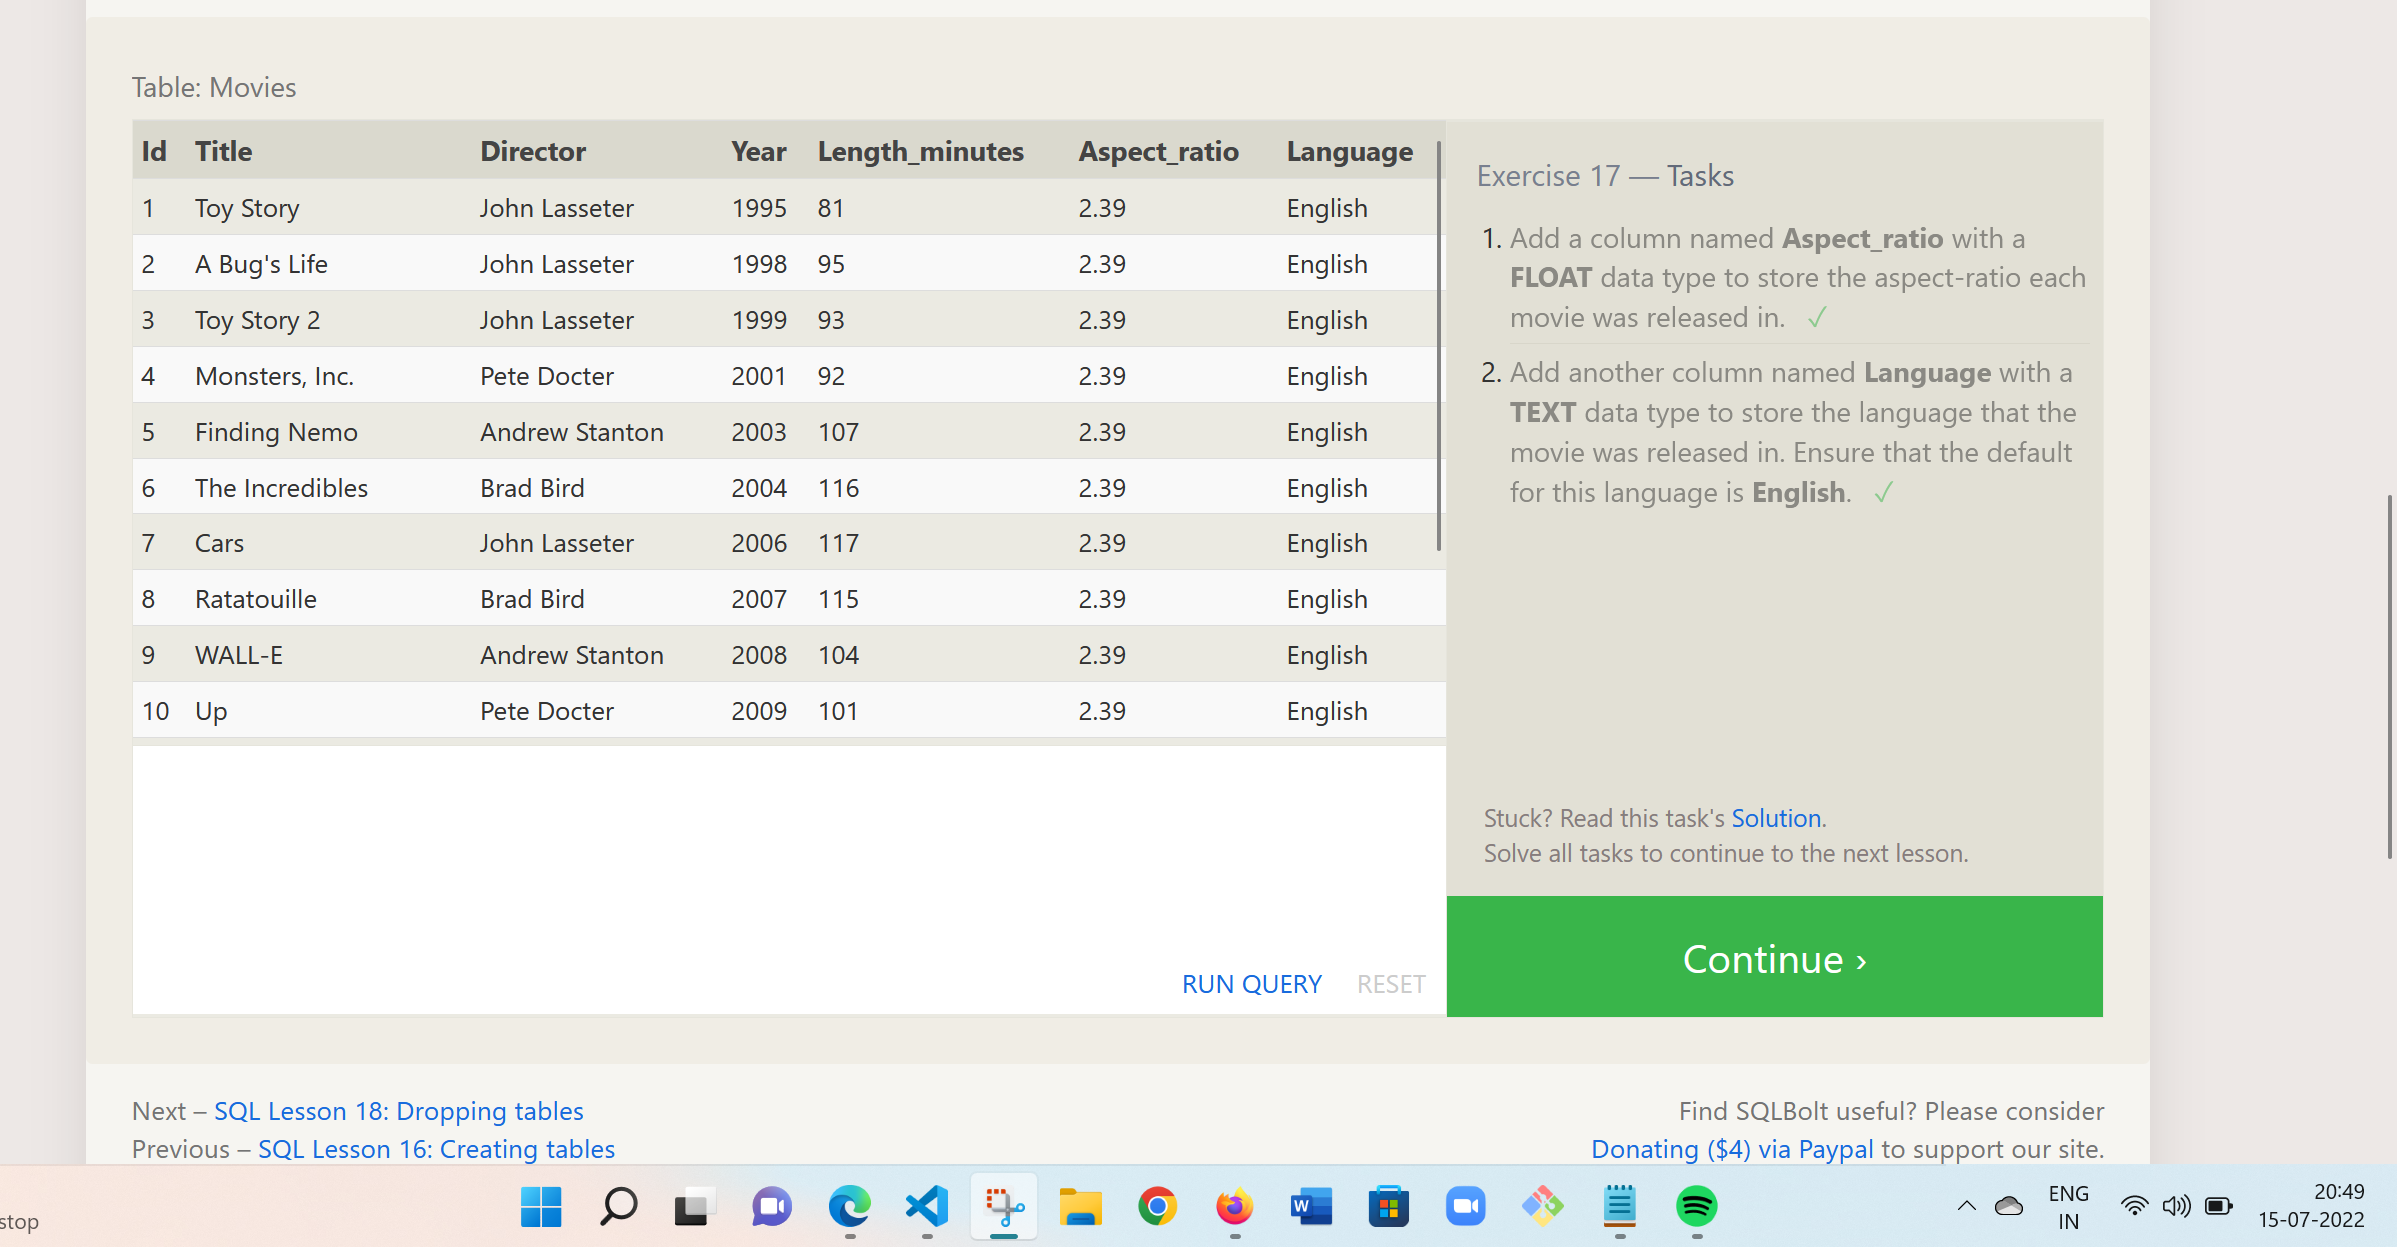 Table: Movies
Id Title Director Year Length_minutes Aspect_ratio Language
1 Toy Story John Lasseter 1995 81 2.39 English
2 A Bug's Life John Lasseter 1998 95 2.39 English
3 Toy Story 2 John Lasseter 1999 93 2.39 English
4 Monsters, Inc. Pete Docter 2001 92 2.39 English
5 Finding Nemo Andrew Stanton 2003 107 2.39 English
6 The Incredibles Brad Bird 2004 116 2.39 English
7 Cars John Lasseter 2006 117 2.39 English
8 Ratatouille Brad Bird 2007 115 2.39 English
9 WALL-E Andrew Stanton 2008 104 2.39 English
10 Up Pete Docter 2009 101 2.39 English
RUN QUERY RESET
Exercise 17 — Tasks
1. Add a column named Aspect_ratio with a
FLOAT data type to store the aspect-ratio each
movie was released in. ✓
2. Add another column named Language with a
TEXT data type to store the language that the
movie was released in. Ensure that the default
for this language is English. ✓
Stuck? Read this task's Solution.
Solve all tasks to continue to the next lesson.
Continue ›
Next – SQL Lesson 18: Dropping tables
Previous – SQL Lesson 16: Creating tables
Find SQLBolt useful? Please consider
Donating ($4) via Paypal to support our site.
stop
W
ENG
IN
20:49
15-07-2022